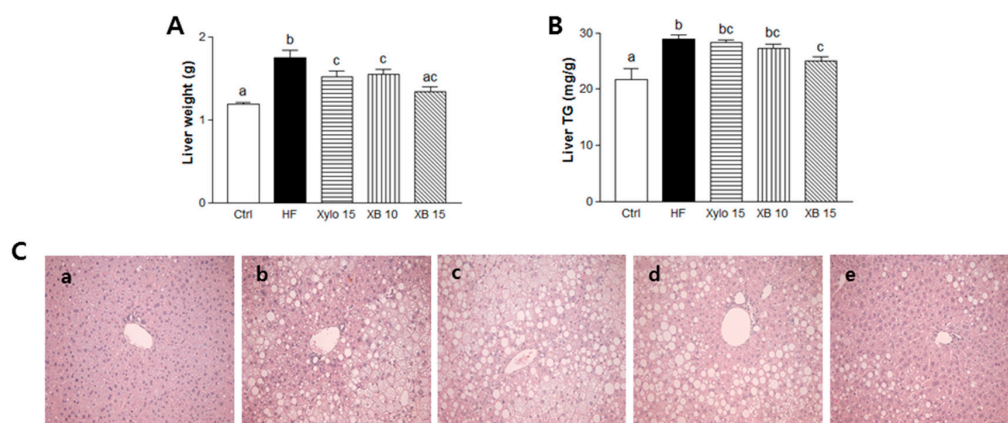 A
Liver weight (g)
2
1
0
a
b
c
c
ac
Ctrl
HF
Xylo 15
XB 10
XB 15
B
Liver TG (mg/g)
30
20
10
0
a
b
bc
bc
c
Ctrl
HF
Xylo 15
XB 10
XB 15
C
a
b
c
d
e